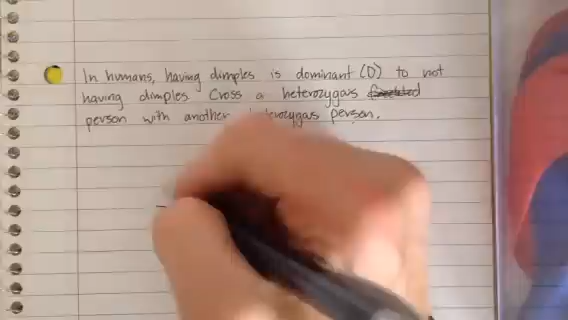 In humans, having dimples is dominant (D) to not
having dimples Cross a heterozygous
person with another person.